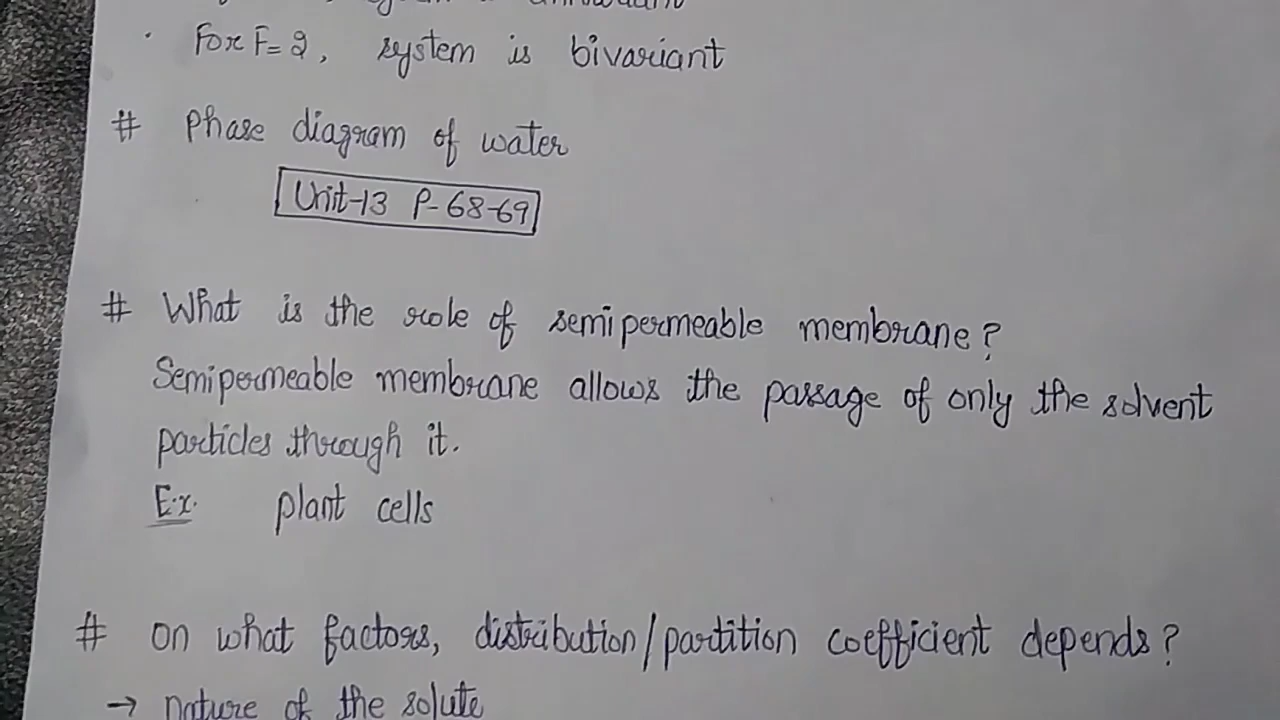 · For F=2, system is bivariant
# Phase diagram of water
Unit-13 P-68-69
# What is the role of semipermeable membrane?
Semipermeable membrane allows the passage of only the solvent
particles through it.
Ex. plant cells
# on what factors, distribution/partition coefficient depends?
→ nature of the solute